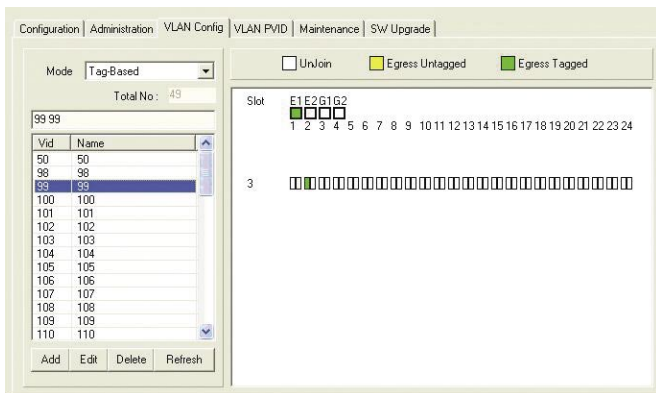 Configuration Administration VLAN Config VLAN PVID Maintenance SW Upgrade
Mode Tag-Based
Total No : 49
99 99
Vid Name
50 50
98 98
99 99
100 100
101 101
102 102
103 103
104 104
105 105
106 106
107 107
108 108
109 109
110 110
Add Edit Delete Refresh
UnJoin Egress Untagged Egress Tagged
Slot E1 E2 G1 G2
1 2 3 4 5 6 7 8 9 10 11 12 13 14 15 16 17 18 19 20 21 22 23 24
3